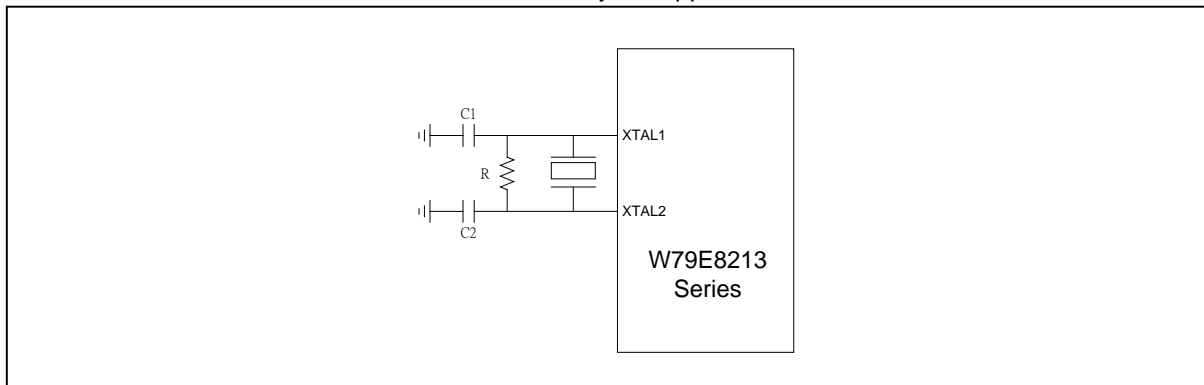 C1
XTAL1
R
XTAL2
C2
W79E8213
Series